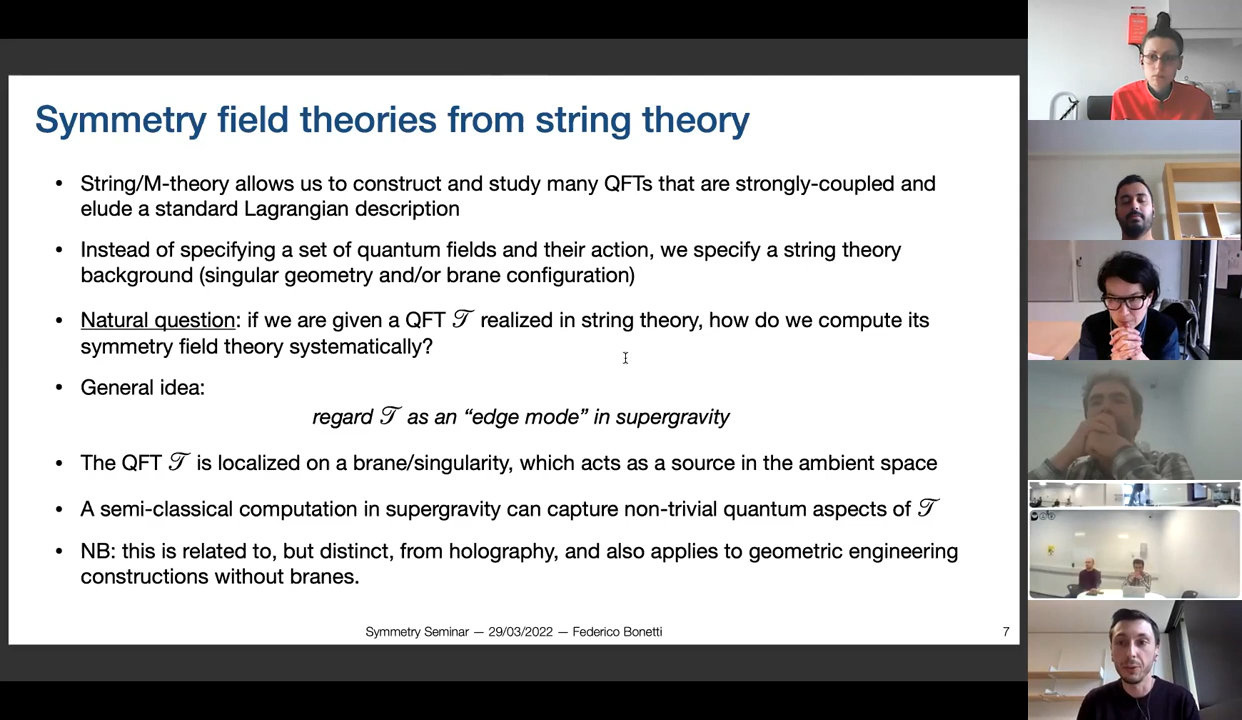 Symmetry field theories from string theory
• String/M-theory allows us to construct and study many QFTs that are strongly-coupled and
elude a standard Lagrangian description
• Instead of specifying a set of quantum fields and their action, we specify a string theory
background (singular geometry and/or brane configuration)
• Natural question: if we are given a QFT 𝒯 realized in string theory, how do we compute its
symmetry field theory systematically?
• General idea:
regard 𝒯 as an “edge mode” in supergravity
• The QFT 𝒯 is localized on a brane/singularity, which acts as a source in the ambient space
• A semi-classical computation in supergravity can capture non-trivial quantum aspects of 𝒯
• NB: this is related to, but distinct, from holography, and also applies to geometric engineering
constructions without branes.
Symmetry Seminar — 29/03/2022 — Federico Bonetti
7